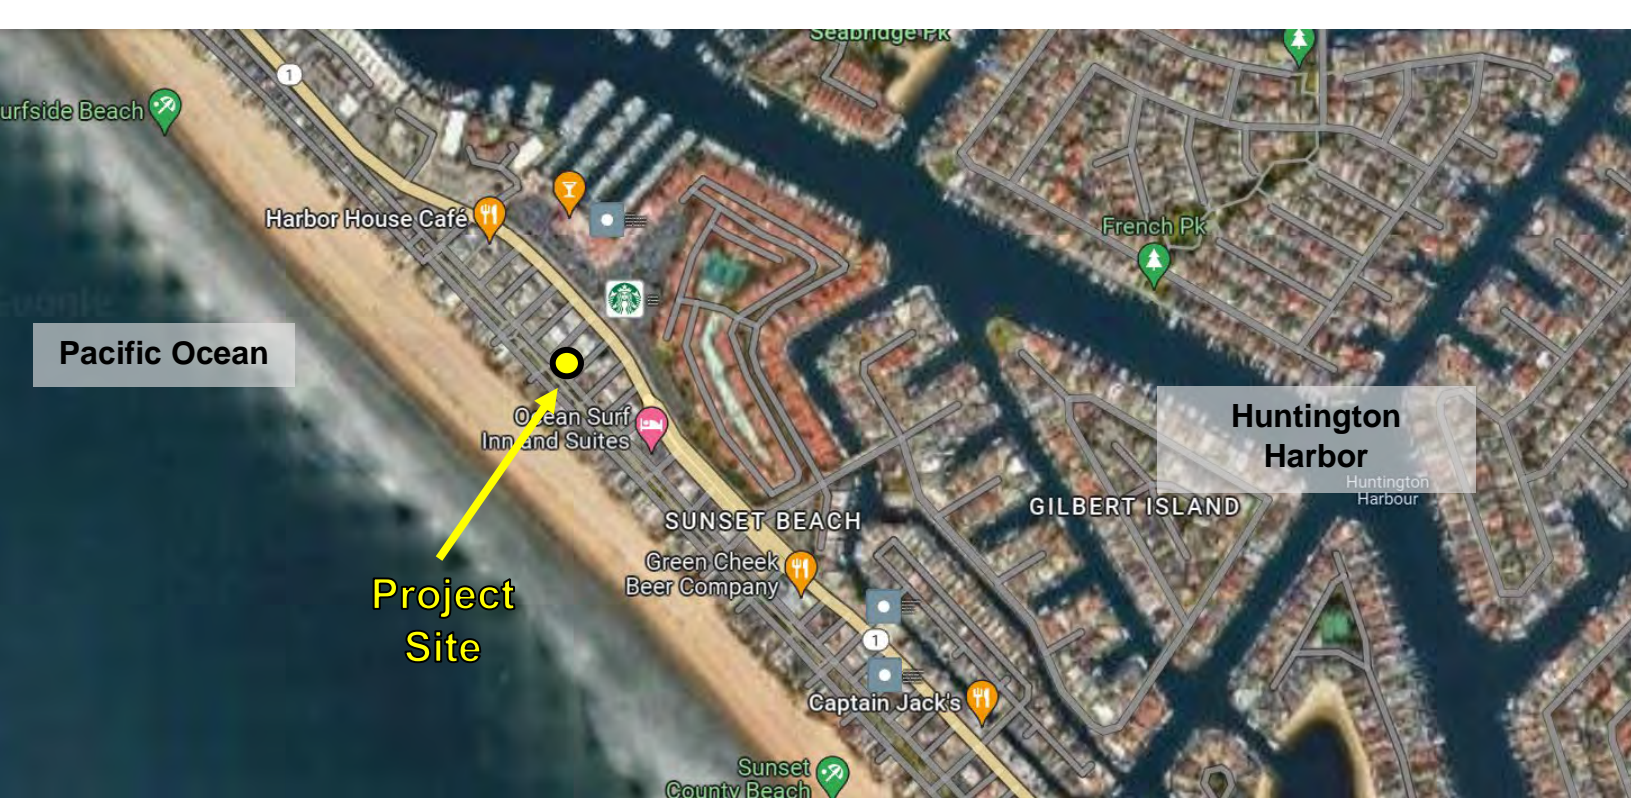 Seabridge Pk
1
urfside Beach
Harbor House Café
French Pk
Pacific Ocean
Ocean Surf
Inn and Suites
Huntington
Harbor
Huntington
Harbour
GILBERT ISLAND
SUNSET BEACH
Green Cheek
Beer Company
Project
Site
1
Captain Jack's
Sunset
County Beach